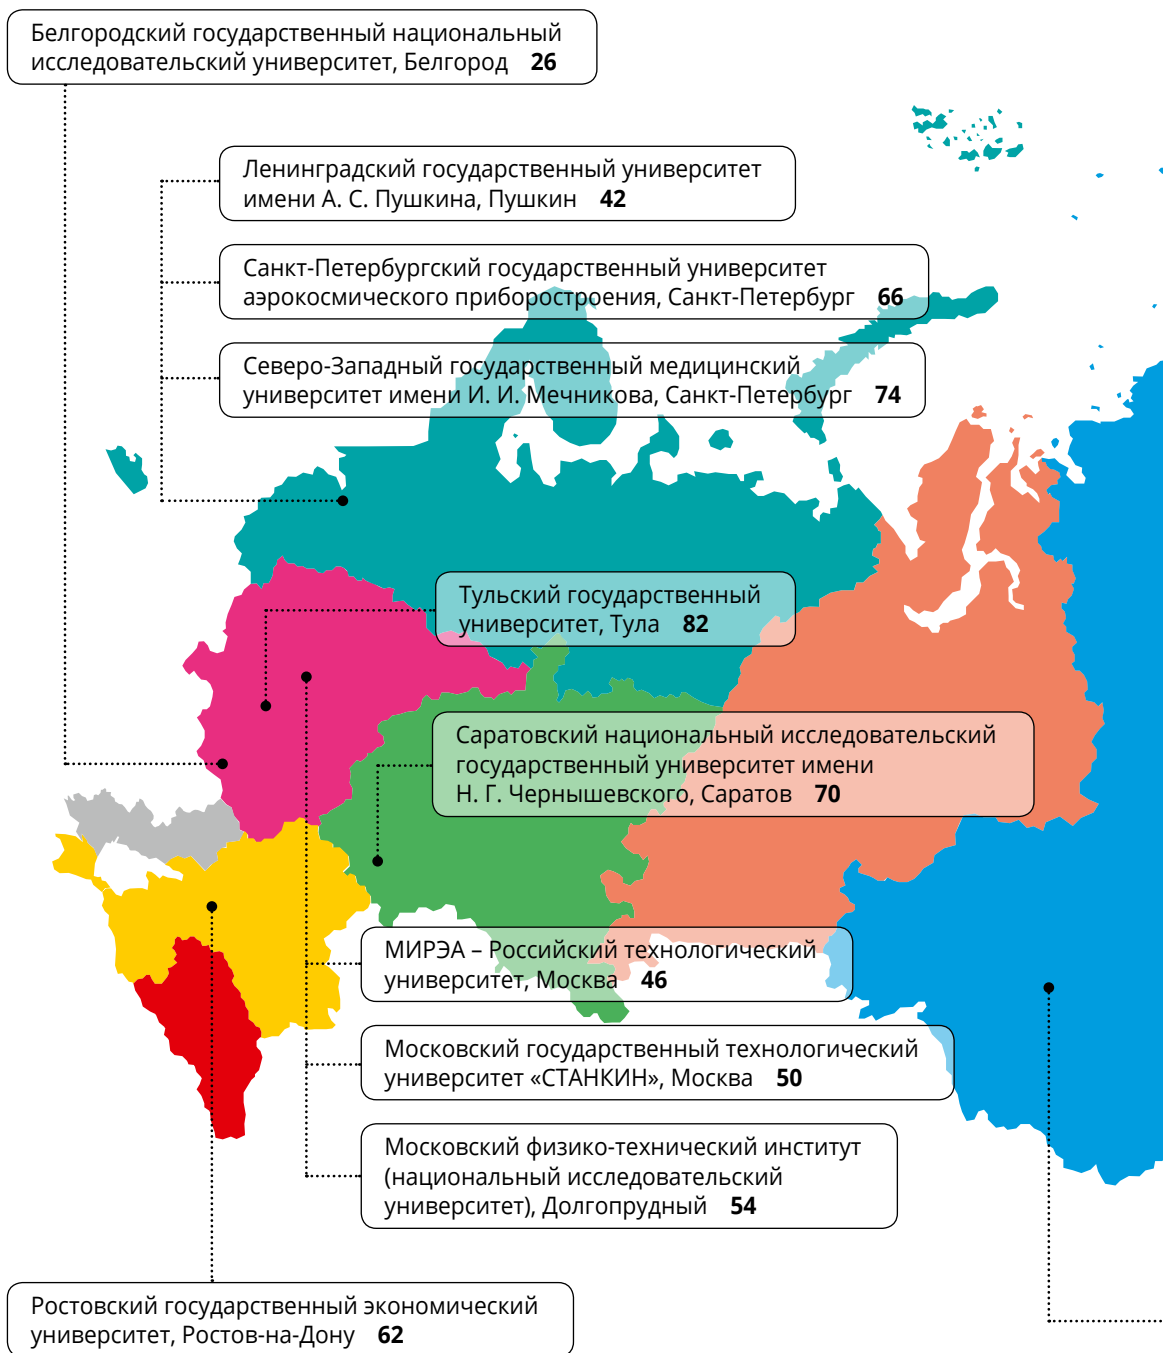 Белгородский государственный национальный
исследовательский университет, Белгород 26
Ленинградский государственный университет
имени А. С. Пушкина, Пушкин 42
Санкт-Петербургский государственный университет
аэрокосмического приборостроения, Санкт-Петербург 66
Северо-Западный государственный медицинский
университет имени И. И. Мечникова, Санкт-Петербург 74
Тульский государственный
университет, Тула 82
Саратовский национальный исследовательский
государственный университет имени
Н. Г. Чернышевского, Саратов 70
МИРЭА – Российский технологический
университет, Москва 46
Московский государственный технологический
университет «СТАНКИН», Москва 50
Московский физико-технический институт
(национальный исследовательский
университет), Долгопрудный 54
Ростовский государственный экономический
университет, Ростов-на-Дону 62